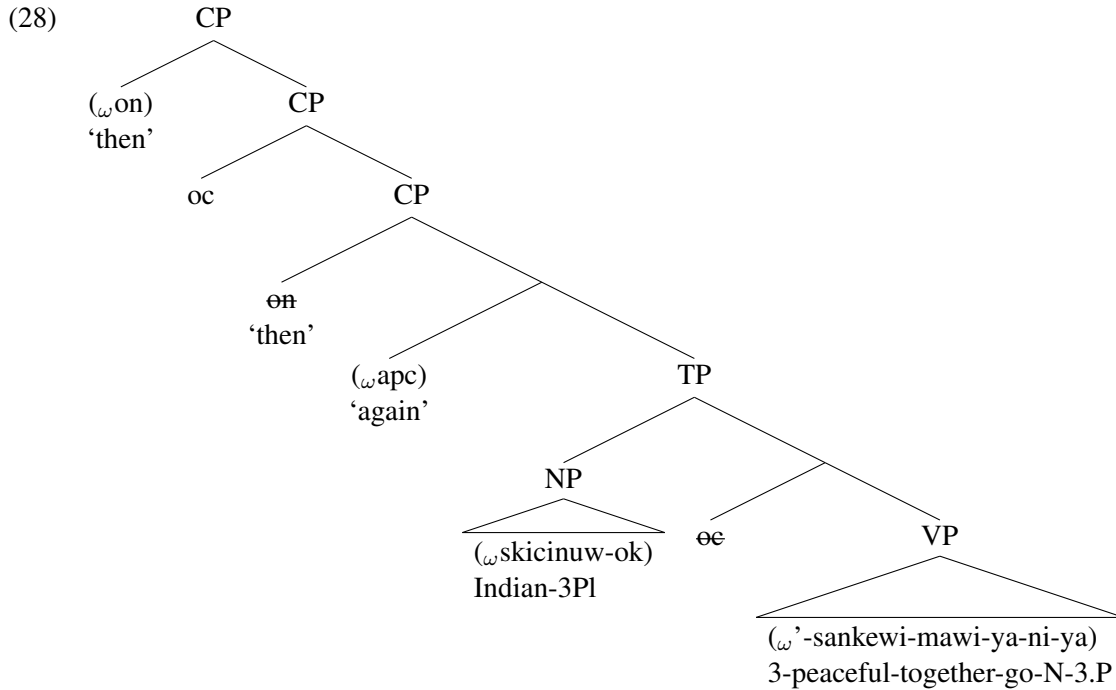 (28) CP
(ωon) CP
‘then’
oc CP
on
‘then’
(ωapc) TP
‘again’
NP
oc VP
(ωskicinuw-ok)
Indian-3Pl
(ω’-sankewi-mawi-ya-ni-ya)
3-peaceful-together-go-N-3.P